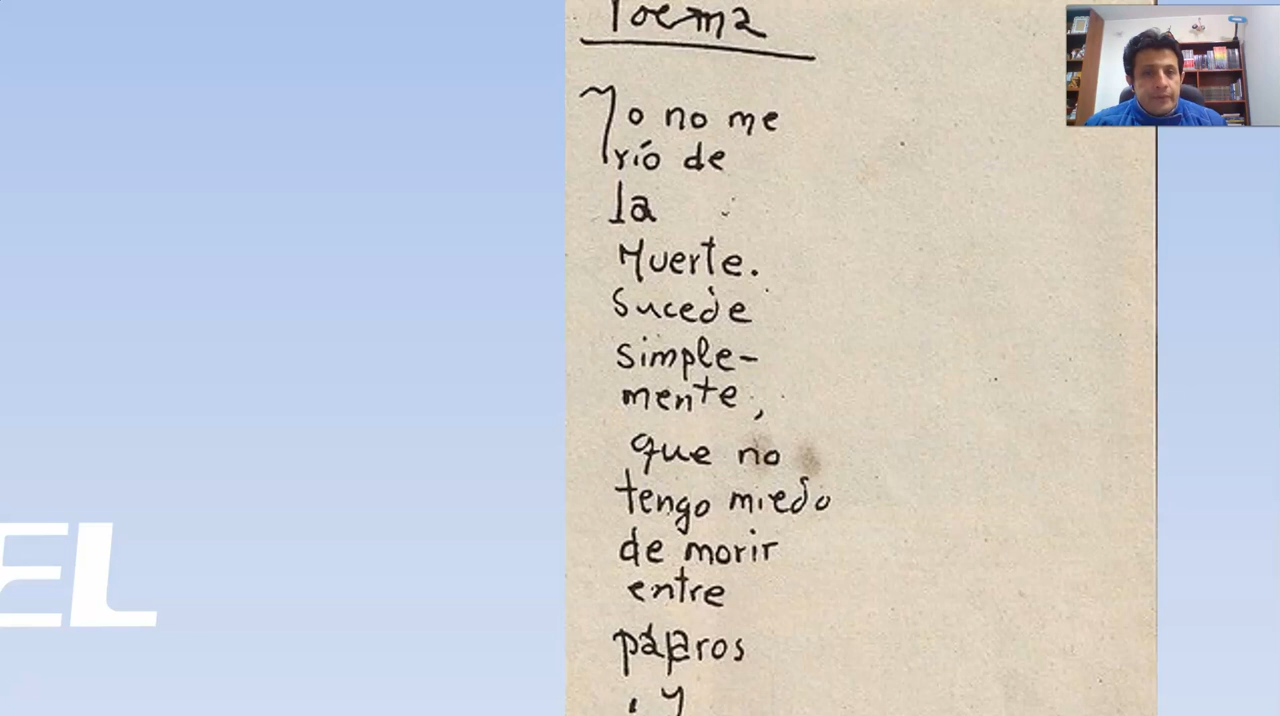 Poema
Yo no me
río de
la
Muerte.
Sucede
simple-
mente,
que no
tengo miedo
de morir
entre
pájaros
y
EL